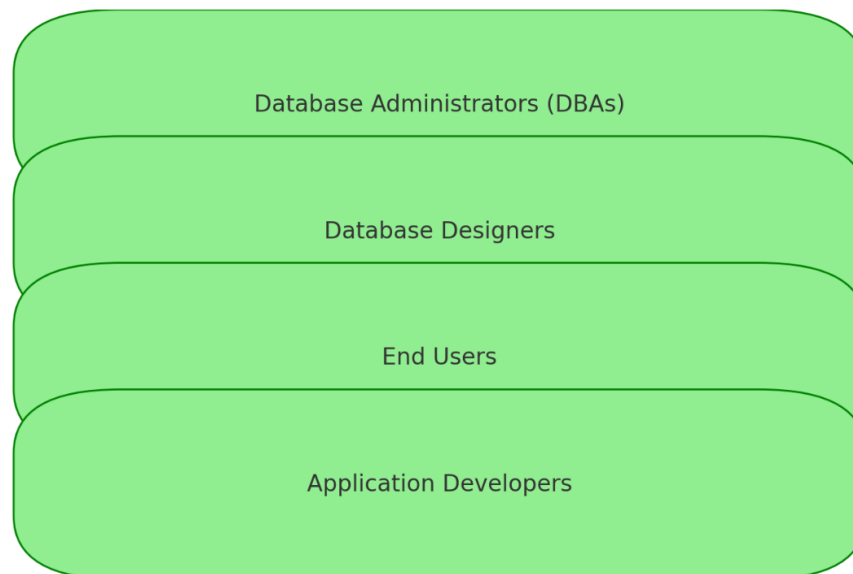 Database Administrators (DBAs)
Database Designers
End Users
Application Developers